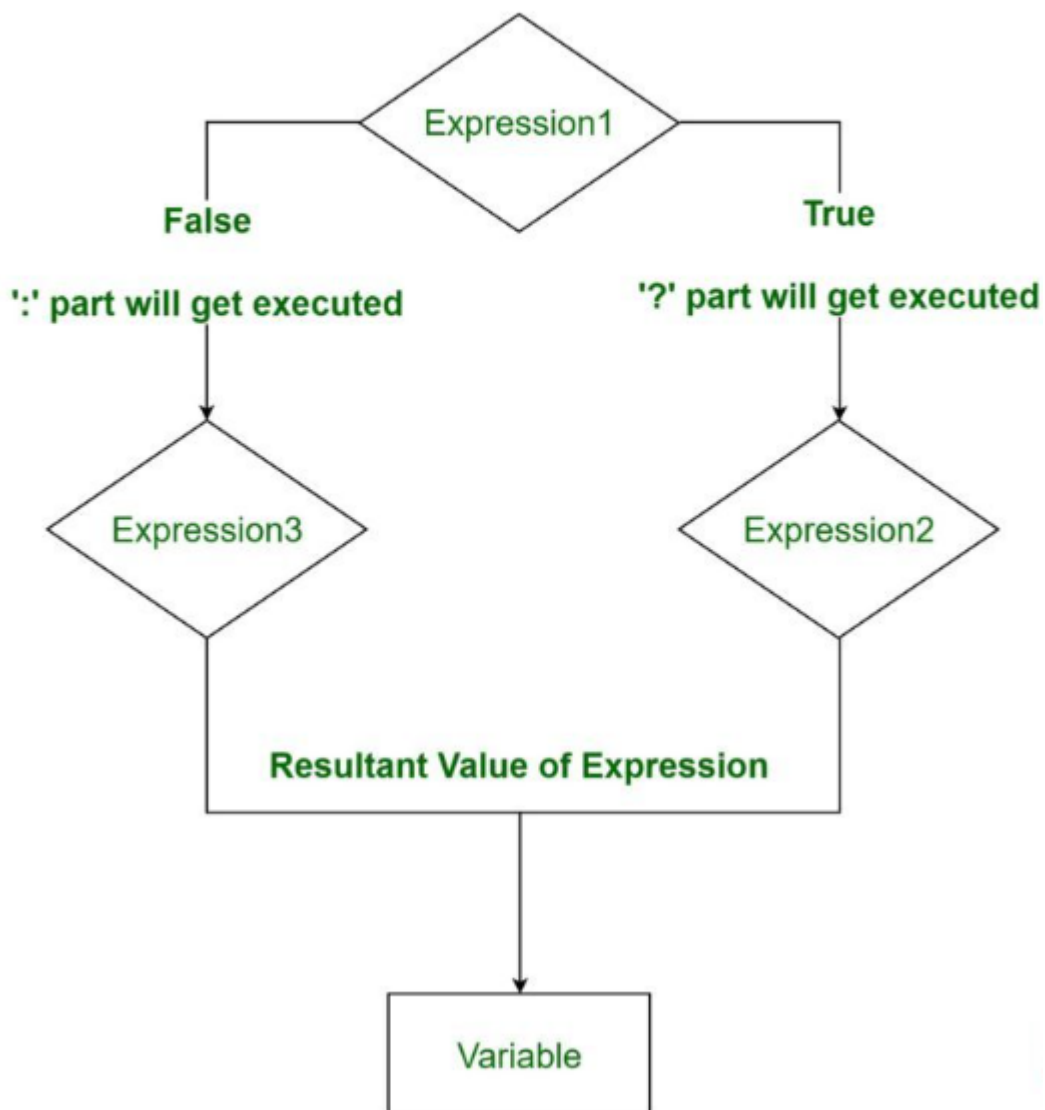 Expression1
False
True
':' part will get executed
'?' part will get executed
Expression3
Expression2
Resultant Value of Expression
Variable